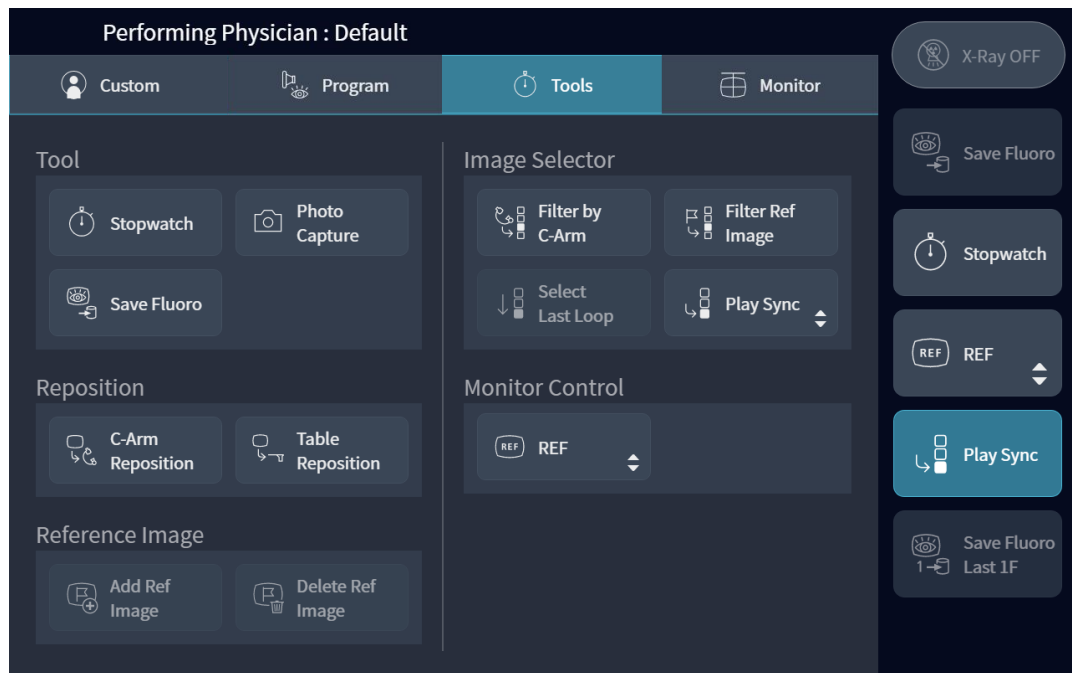 Performing Physician : Default
Custom
Program
Tools
Monitor
Tool
Stopwatch
Photo
Capture
Save Fluoro
Reposition
C-Arm
Reposition
Table
Reposition
Reference Image
Add Ref
Image
Delete Ref
Image
Image Selector
Filter by
C-Arm
Filter Ref
Image
Select
Last Loop
Play Sync
Monitor Control
REF
REF
X-Ray OFF
Save Fluoro
Stopwatch
REF
REF
Play Sync
1
Save Fluoro
Last 1F